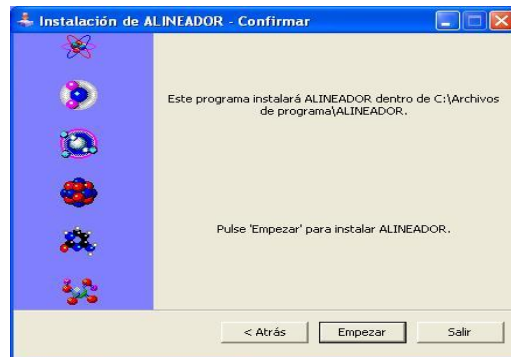 Instalación de ALINEADOR - Confirmar
Este programa instalará ALINEADOR dentro de C:\Archivos
de programa\ALINEADOR.
Pulse 'Empezar' para instalar ALINEADOR.
< Atrás
Empezar
Salir